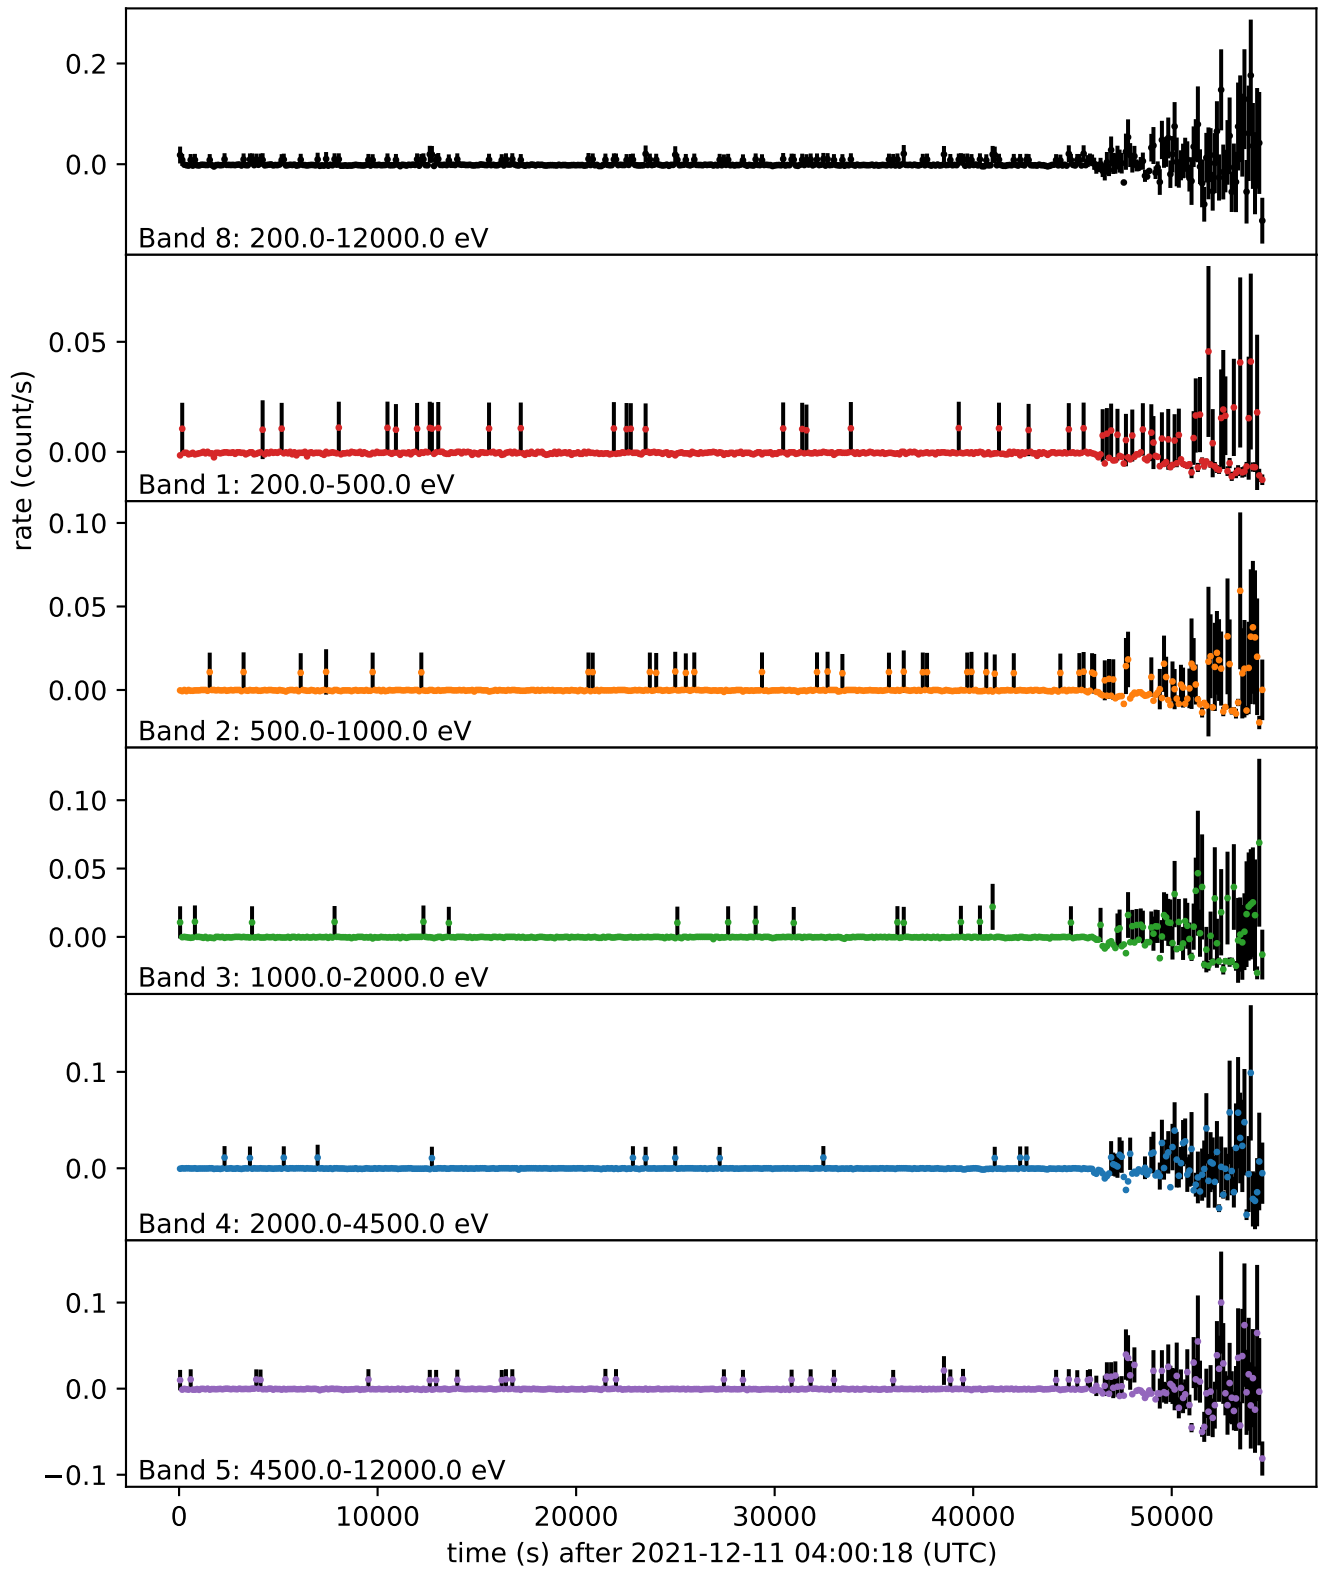 0.2
0.0
Band 8: 200.0-12000.0 eV
0.05
0.00
Band 1: 200.0-500.0 eV
rate (count/s)
0.10
0.05
0.00
Band 2: 500.0-1000.0 eV
0.10
0.05
0.00
Band 3: 1000.0-2000.0 eV
0.1
0.0
Band 4: 2000.0-4500.0 eV
0.1
0.0
−0.1
Band 5: 4500.0-12000.0 eV
0 10000 20000 30000 40000 50000
time (s) after 2021-12-11 04:00:18 (UTC)